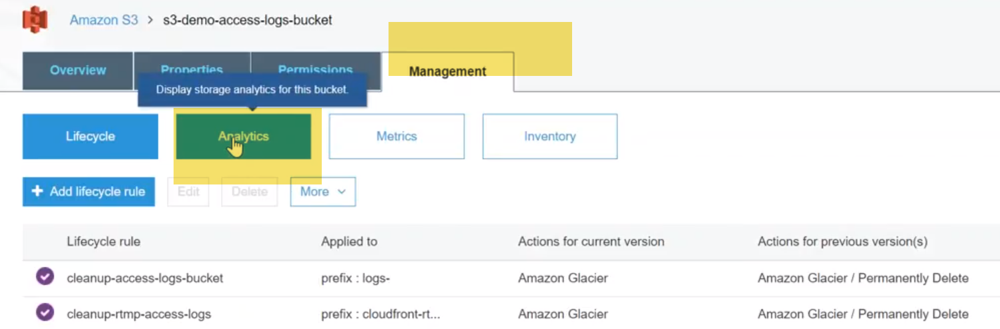 Amazon S3 > s3-demo-access-logs-bucket
Overview Properties Permissions Management
Display storage analytics for this bucket.
Lifecycle Analytics Metrics Inventory
+ Add lifecycle rule Edit Delete More
Lifecycle rule Applied to Actions for current version Actions for previous version(s)
cleanup-access-logs-bucket prefix : logs- Amazon Glacier Amazon Glacier / Permanently Delete
cleanup-rtmp-access-logs prefix : cloudfront-rt... Amazon Glacier Amazon Glacier / Permanently Delete